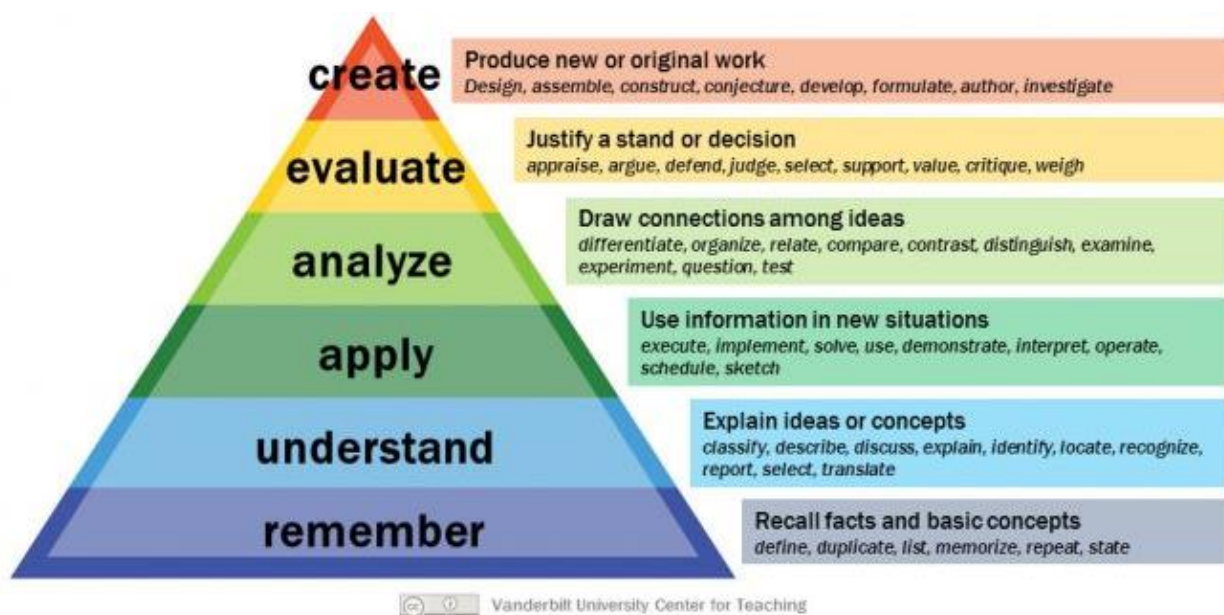 create
Produce new or original work
Design, assemble, construct, conjecture, develop, formulate, author, investigate
evaluate
Justify a stand or decision
appraise, argue, defend, judge, select, support, value, critique, weigh
analyze
Draw connections among ideas
differentiate, organize, relate, compare, contrast, distinguish, examine,
experiment, question, test
apply
Use information in new situations
execute, implement, solve, use, demonstrate, interpret, operate,
schedule, sketch
understand
Explain ideas or concepts
classify, describe, discuss, explain, identify, locate, recognize,
report, select, translate
remember
Recall facts and basic concepts
define, duplicate, list, memorize, repeat, state
cc
Vanderbilt University Center for Teaching